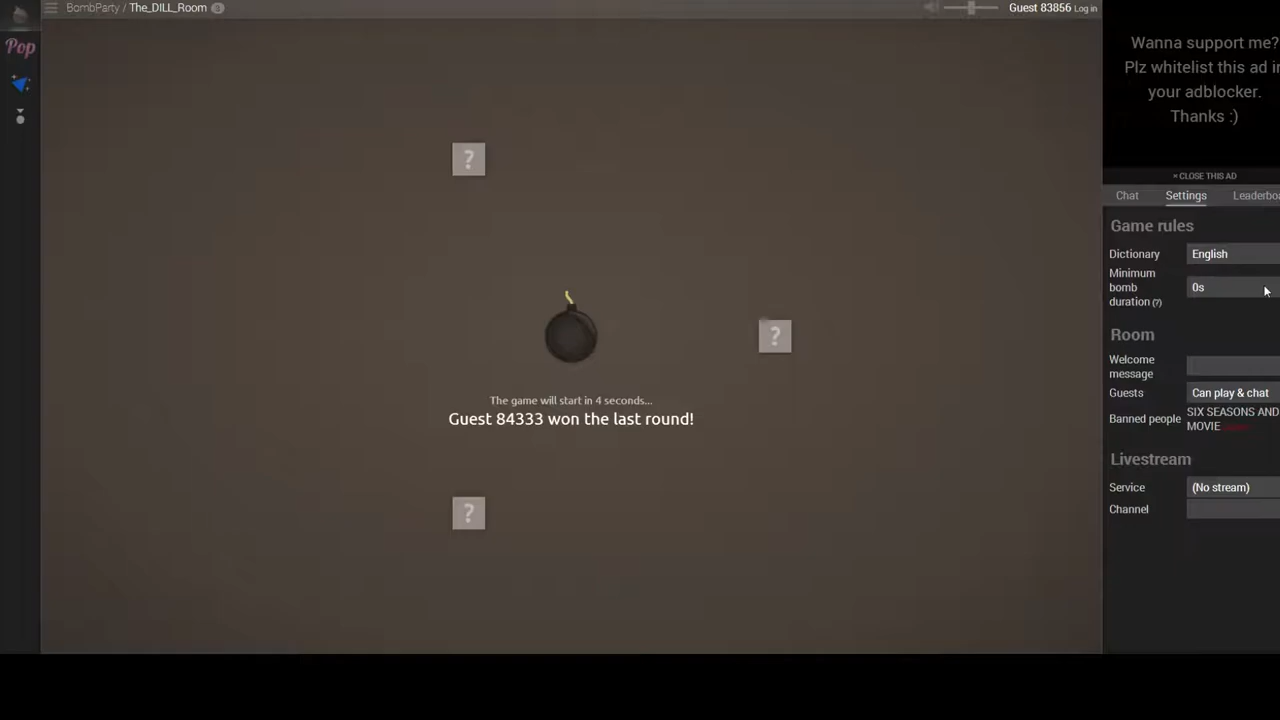 BombParty / The_DILL_Room 3
Guest 83856 Log in
Pop
Wanna support me?
Plz whitelist this ad in
your adblocker.
Thanks :)
× CLOSE THIS AD
Chat Settings Leaderboa
Game rules
Dictionary English
Minimum
bomb
duration (?)
0s
Room
Welcome
message
Guests Can play & chat
Banned people SIX SEASONS AND
MOVIE
Livestream
Service (No stream)
Channel
?
?
?
The game will start in 4 seconds...
Guest 84333 won the last round!